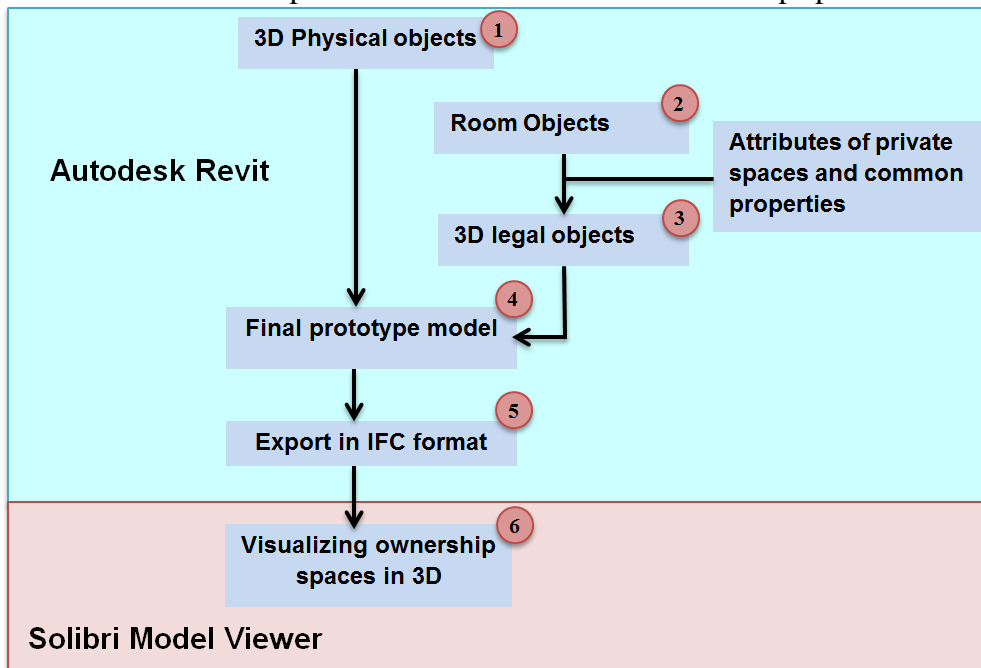 3D Physical objects
1
2
Room Objects
Attributes of private
spaces and common
properties
Autodesk Revit
3
3D legal objects
4
Final prototype model
5
Export in IFC format
6
Visualizing ownership
spaces in 3D
Solibri Model Viewer